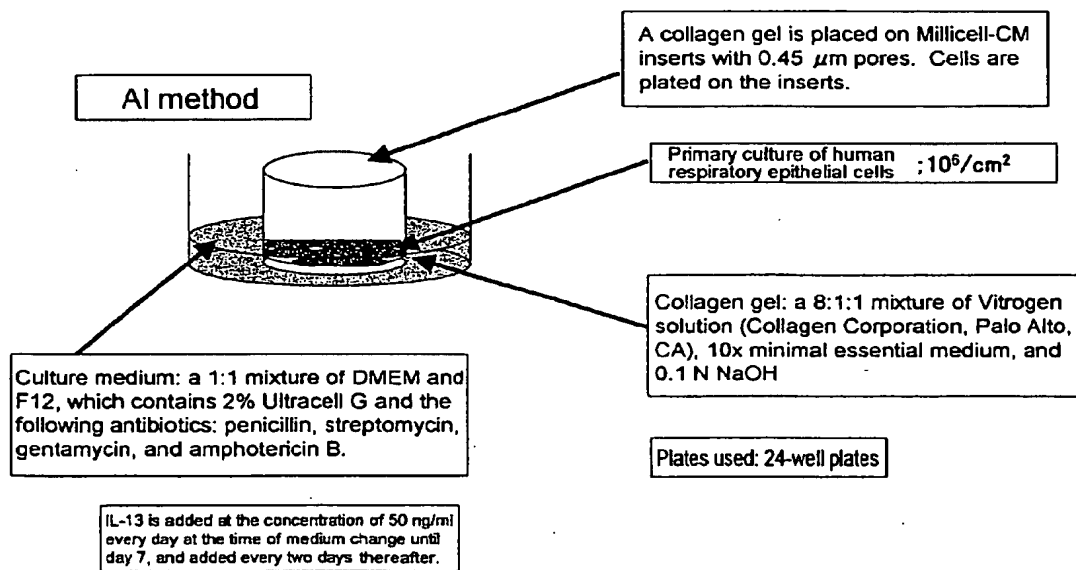 AI method
A collagen gel is placed on Millicell-CM
inserts with 0.45 μm pores. Cells are
plated on the inserts.
Primary culture of human
respiratory epithelial cells ;10⁶/cm²
Collagen gel: a 8:1:1 mixture of Vitrogen
solution (Collagen Corporation, Palo Alto,
CA), 10x minimal essential medium, and
0.1 N NaOH
Culture medium: a 1:1 mixture of DMEM and
F12, which contains 2% Ultracell G and the
following antibiotics: penicillin, streptomycin,
gentamycin, and amphotericin B.
Plates used: 24-well plates
IL-13 is added at the concentration of 50 ng/ml
every day at the time of medium change until
day 7, and added every two days thereafter.